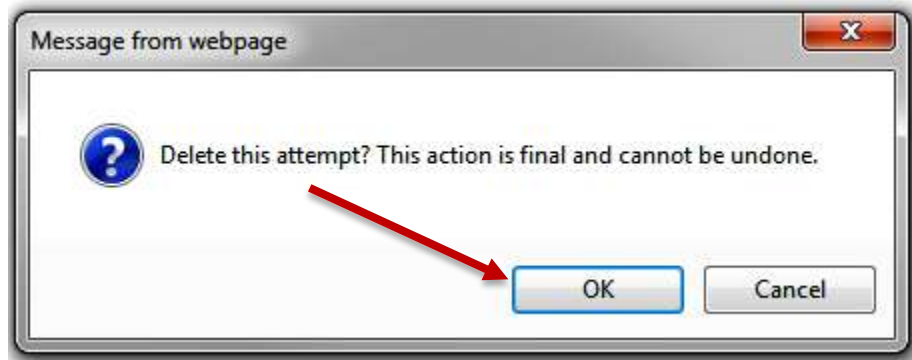 Message from webpage
Delete this attempt? This action is final and cannot be undone.
OK
Cancel